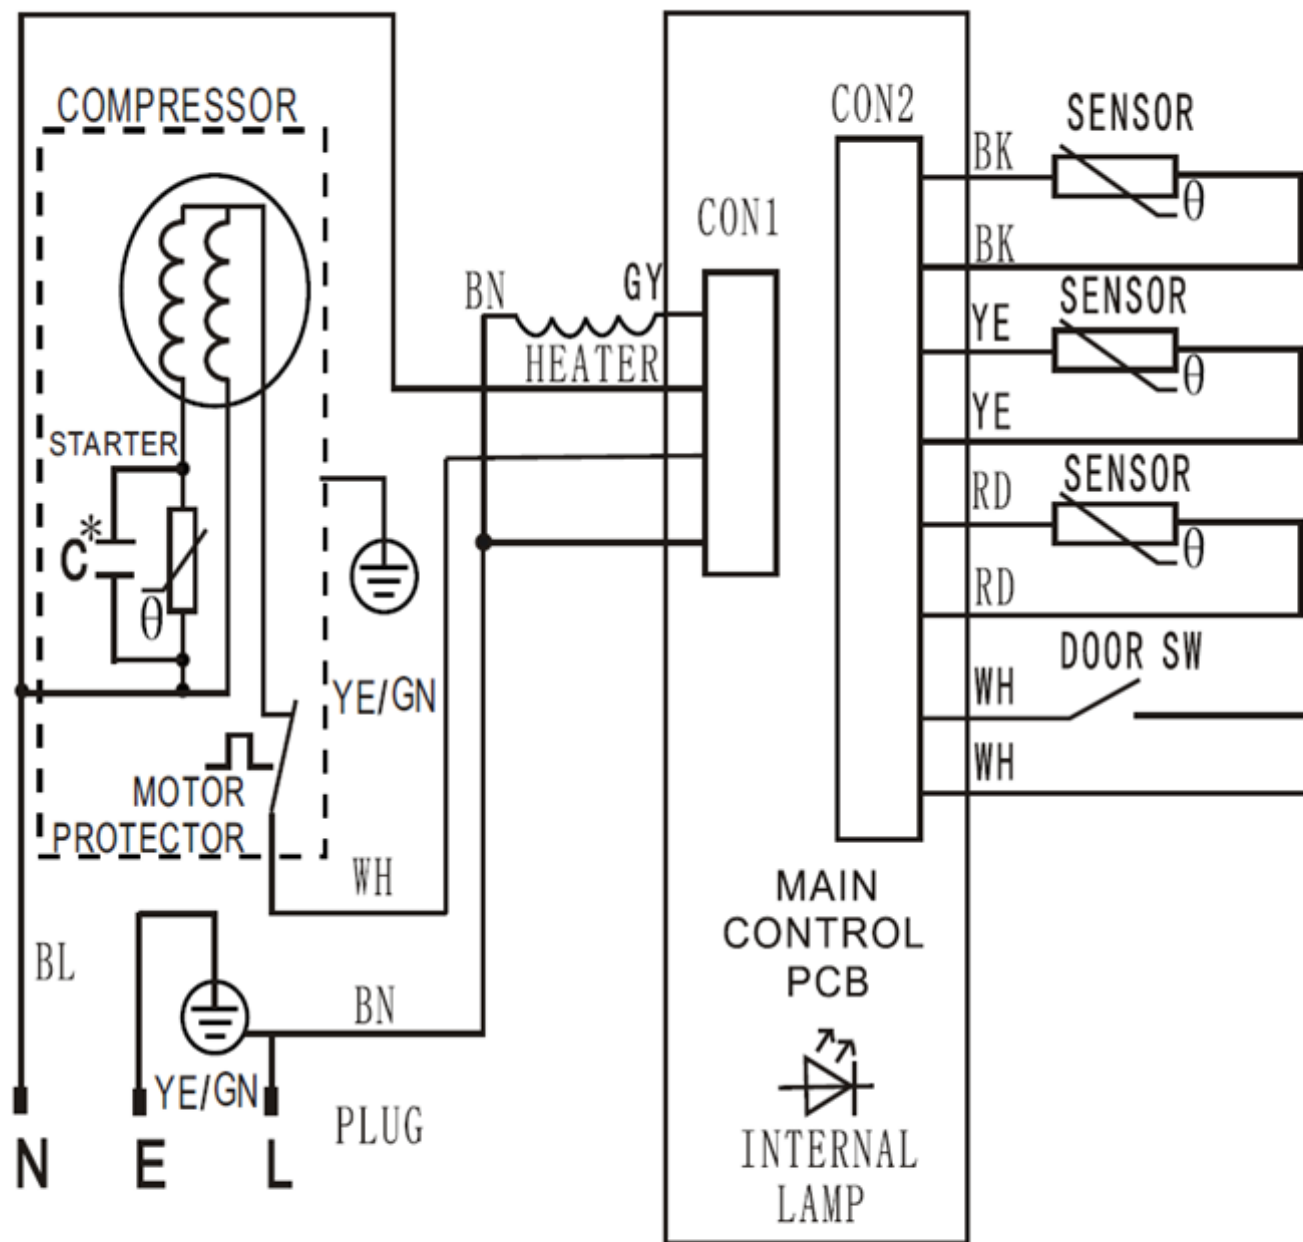 COMPRESSOR
STARTER
C*
θ
MOTOR
PROTECTOR
YE/GN
WH
BL
BN
YE/GN
PLUG
N E L
BN
GY
HEATER
CON1
CON2
MAIN
CONTROL
PCB
INTERNAL
LAMP
BK
SENSOR
θ
BK
YE
SENSOR
θ
YE
RD
SENSOR
θ
RD
WH
DOOR SW
WH